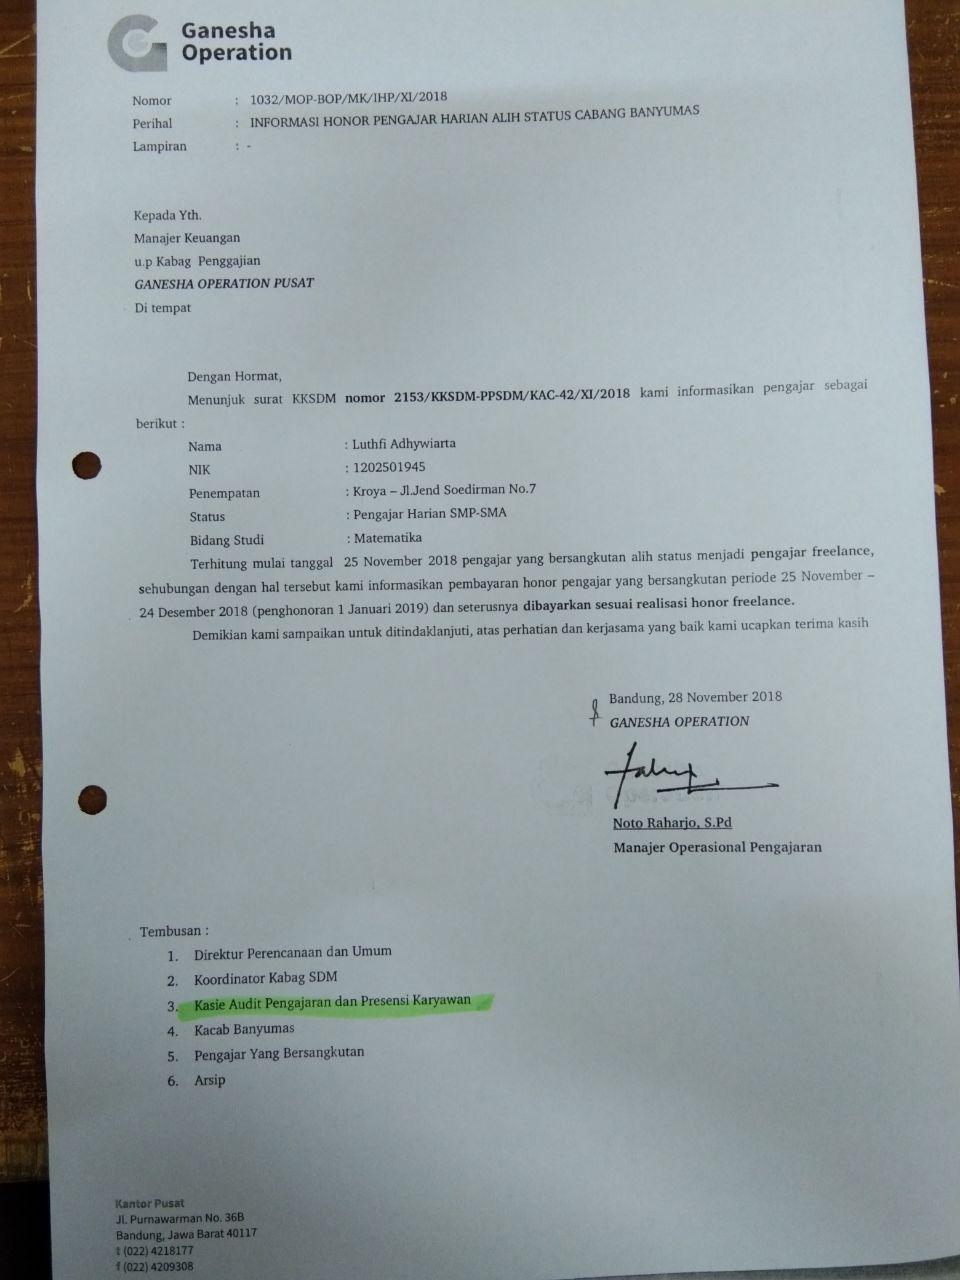 Ganesha
Operation
Nomor : 1032/MOP-BOP/MK/IHP/XI/2018
Perihal : INFORMASI HONOR PENGAJAR HARIAN ALIH STATUS CABANG BANYUMAS
Lampiran : -
Kepada Yth.
Manajer Keuangan
u.p Kabag Penggajian
GANESHA OPERATION PUSAT
Di tempat
Dengan Hormat,
Menunjuk surat KKSDM nomor 2153/KKSDM-PPSDM/KAC-42/XI/2018 kami informasikan pengajar sebagai
berikut :
Nama : Luthfi Adhywiarta
NIK : 1202501945
Penempatan : Kroya – Jl.Jend Soedirman No.7
Status : Pengajar Harian SMP-SMA
Bidang Studi : Matematika
Terhitung mulai tanggal 25 November 2018 pengajar yang bersangkutan alih status menjadi pengajar freelance,
sehubungan dengan hal tersebut kami informasikan pembayaran honor pengajar yang bersangkutan periode 25 November –
24 Desember 2018 (penghonoran 1 Januari 2019) dan seterusnya dibayarkan sesuai realisasi honor freelance.
Demikian kami sampaikan untuk ditindaklanjuti, atas perhatian dan kerjasama yang baik kami ucapkan terima kasih
Bandung, 28 November 2018
GANESHA OPERATION
Noto Raharjo, S.Pd
Manajer Operasional Pengajaran
Tembusan :
1. Direktur Perencanaan dan Umum
2. Koordinator Kabag SDM
3. Kasie Audit Pengajaran dan Presensi Karyawan
4. Kacab Banyumas
5. Pengajar Yang Bersangkutan
6. Arsip
Kantor Pusat
Jl. Purnawarman No. 36B
Bandung, Jawa Barat 40117
t (022) 4218177
f (022) 4209308